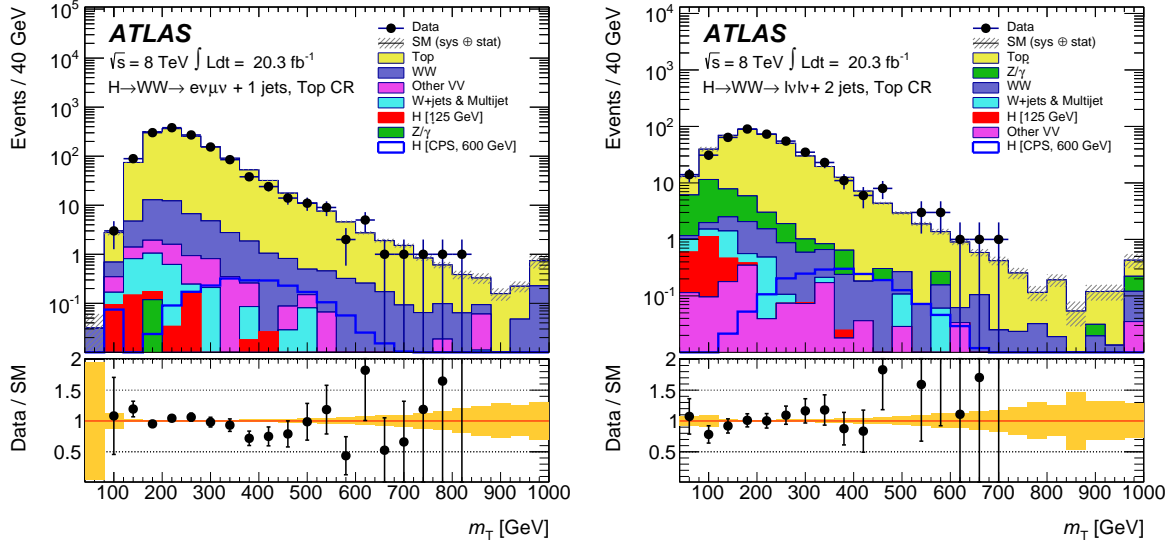 ATLAS
√s = 8 TeV ∫ Ldt = 20.3 fb⁻¹
H→WW→ eνμν + 1 jets, Top CR
Data
SM (sys ⊕ stat)
Top
WW
Other VV
W+jets & Multijet
H [125 GeV]
Z/γ
H [CPS, 600 GeV]
Events / 40 GeV
10⁵
10⁴
10³
10²
10
1
10⁻¹
Data / SM
2
1.5
1
0.5
100 200 300 400 500 600 700 800 900 1000
m_T [GeV]
ATLAS
√s = 8 TeV ∫ Ldt = 20.3 fb⁻¹
H→WW→ lνlν + 2 jets, Top CR
Data
SM (sys ⊕ stat)
Top
Z/γ
WW
W+jets & Multijet
H [125 GeV]
Other VV
H [CPS, 600 GeV]
Events / 40 GeV
10⁴
10³
10²
10
1
10⁻¹
Data / SM
2
1.5
1
0.5
100 200 300 400 500 600 700 800 900 1000
m_T [GeV]